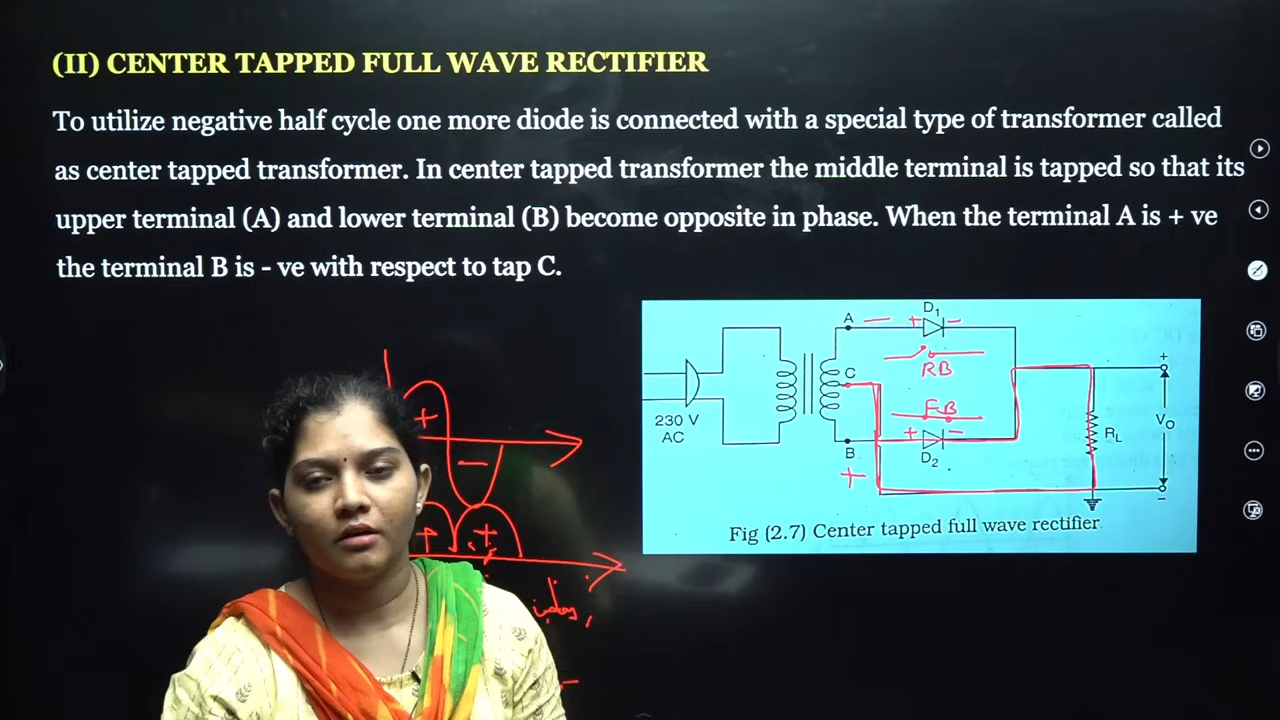 (II) CENTER TAPPED FULL WAVE RECTIFIER
To utilize negative half cycle one more diode is connected with a special type of transformer called
as center tapped transformer. In center tapped transformer the middle terminal is tapped so that its
upper terminal (A) and lower terminal (B) become opposite in phase. When the terminal A is + ve
the terminal B is - ve with respect to tap C.
D1
A − + −
RB
C
+
230 V
AC
FB
+ −
VO
RL
B
D2
+
−
+
−
+ +
Fig (2.7) Center tapped full wave rectifier